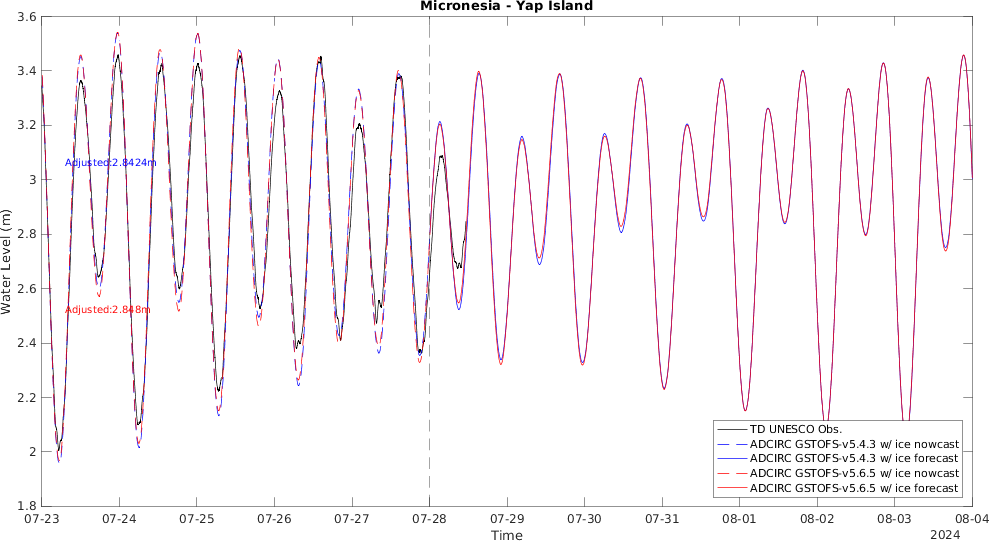 Micronesia - Yap Island
3.6
3.4
3.2
3
2.8
2.6
2.4
2.2
2
1.8
Water Level (m)
Adjusted:2.8424m
Adjusted:2.848m
TD UNESCO Obs.
ADCIRC GSTOFS-v5.4.3 w/ ice nowcast
ADCIRC GSTOFS-v5.4.3 w/ ice forecast
ADCIRC GSTOFS-v5.6.5 w/ ice nowcast
ADCIRC GSTOFS-v5.6.5 w/ ice forecast
07-23 07-24 07-25 07-26 07-27 07-28 07-29 07-30 07-31 08-01 08-02 08-03 08-04
Time
2024